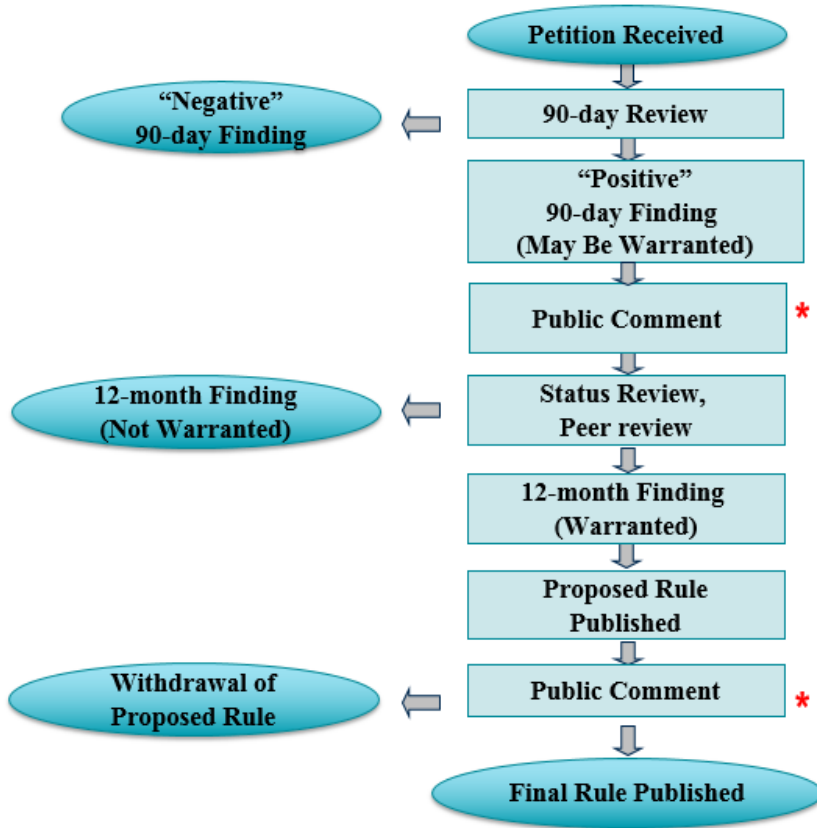 Petition Received
“Negative”
90-day Finding
90-day Review
“Positive”
90-day Finding
(May Be Warranted)
Public Comment
*
12-month Finding
(Not Warranted)
Status Review,
Peer review
12-month Finding
(Warranted)
Proposed Rule
Published
Withdrawal of
Proposed Rule
Public Comment
*
Final Rule Published